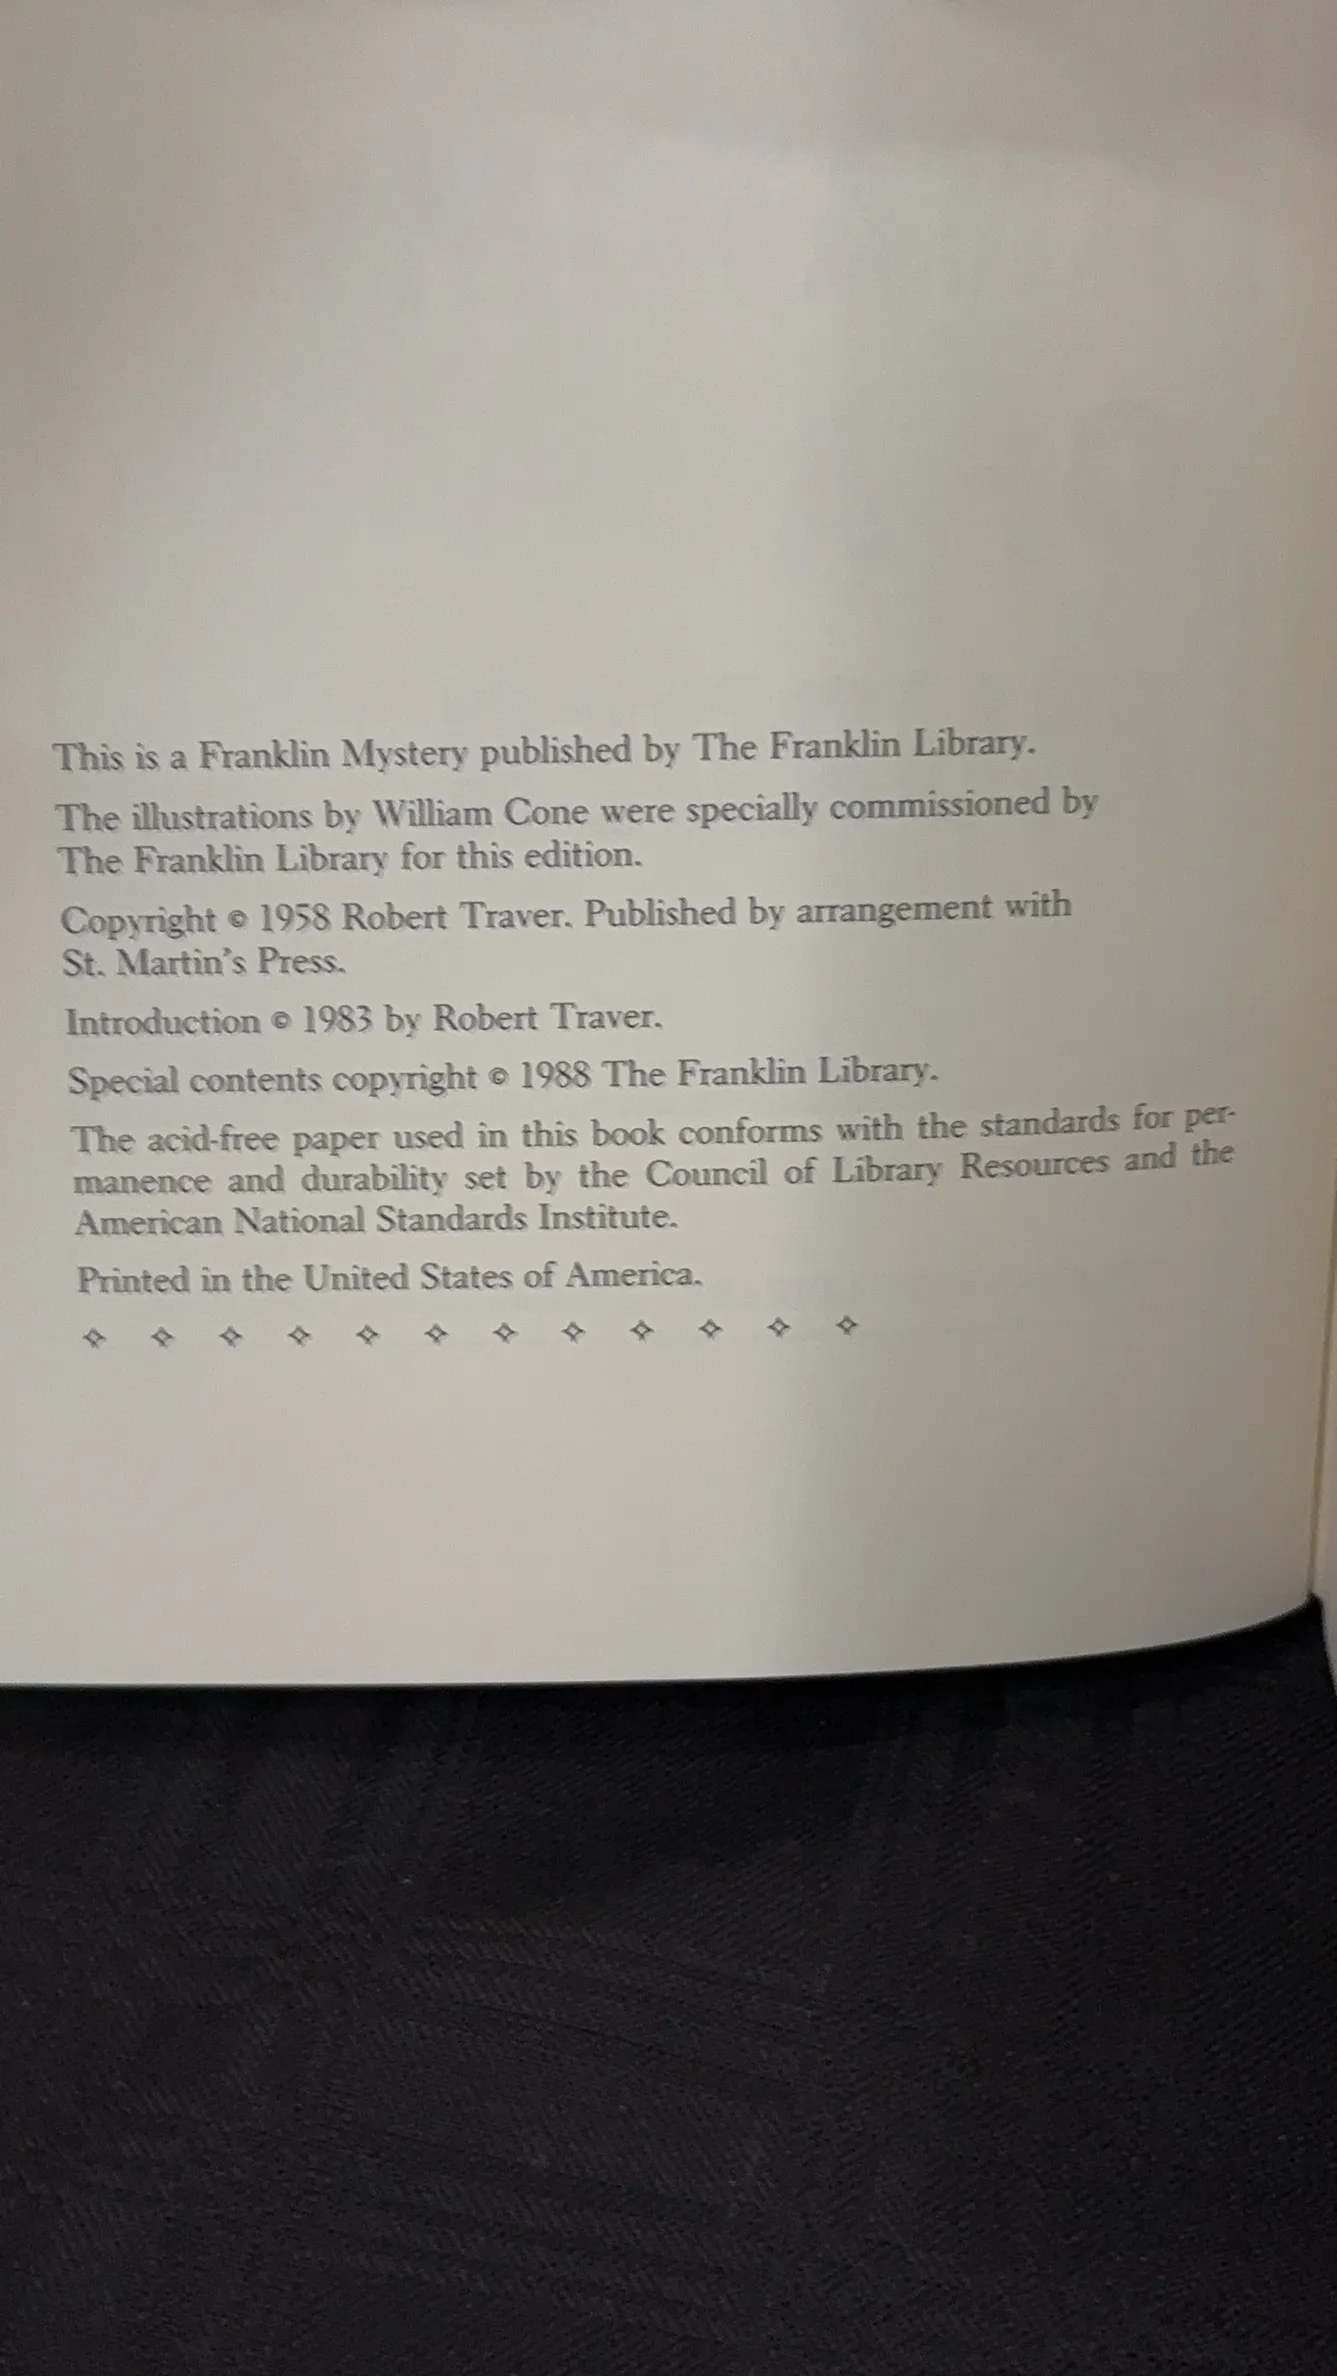 This is a Franklin Mystery published by The Franklin Library.
The illustrations by William Cone were specially commissioned by
The Franklin Library for this edition.
Copyright © 1958 Robert Traver. Published by arrangement with
St. Martin's Press.
Introduction © 1983 by Robert Traver.
Special contents copyright © 1988 The Franklin Library.
The acid-free paper used in this book conforms with the standards for per-
manence and durability set by the Council of Library Resources and the
American National Standards Institute.
Printed in the United States of America.